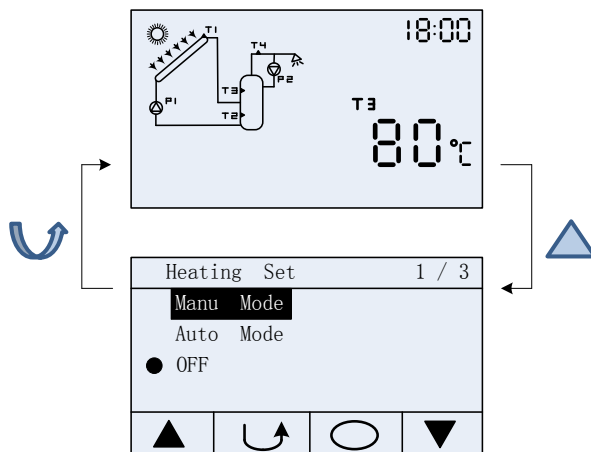 T1
T4
18:00
P2
T3
T3
P1
80℃
T2
Heating Set 1 / 3
Manu Mode
Auto Mode
OFF